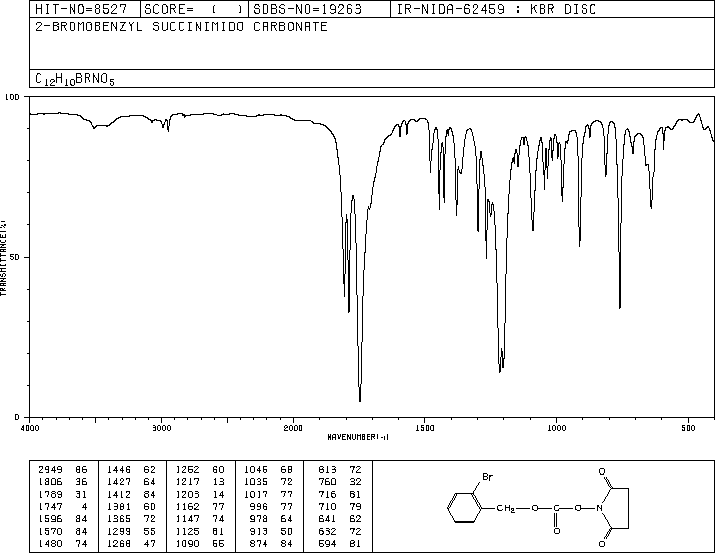 HIT-NO=8527 SCORE= ( ) SDBS-NO=19263 IR-NIDA-62459 : KBR DISC
2-BROMOBENZYL SUCCINIMIDO CARBONATE
C12H10BRNO5
100
50
0
TRANSMITTANCE(%)
4000 3000 2000 1500 1000 500
WAVENUMBER(-1)
2949 86 1446 62 1252 60 1046 68 813 72
1806 36 1427 64 1217 13 1035 72 760 32
1789 31 1412 84 1203 14 1017 77 716 81
1747 4 1381 60 1162 77 996 77 710 79
1596 84 1365 72 1147 74 978 64 641 62
1570 84 1299 55 1125 81 913 50 632 72
1480 74 1268 47 1090 55 874 84 594 81
Br
O
CH2 O C O N
O
O